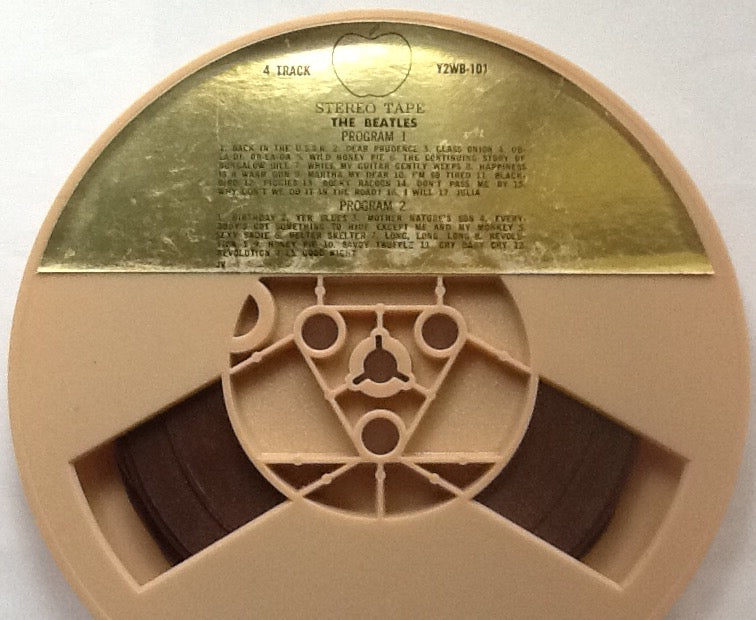 4 TRACK Y2WB-101
STEREO TAPE
THE BEATLES
PROGRAM 1
1. BACK IN THE U.S.S.R. 2. DEAR PRUDENCE 3. GLASS ONION 4. OB-
LA-DI, OB-LA-DA 5. WILD HONEY PIE 6. THE CONTINUING STORY OF
BUNGALOW BILL 7. WHILE MY GUITAR GENTLY WEEPS 8. HAPPINESS
IS A WARM GUN 9. MARTHA MY DEAR 10. I'M SO TIRED 11. BLACK-
BIRD 12. PIGGIES 13. ROCKY RACOON 14. DON'T PASS ME BY 15.
WHY DON'T WE DO IT IN THE ROAD? 16. I WILL 17. JULIA
PROGRAM 2
1. BIRTHDAY 2. YER BLUES 3. MOTHER NATURE'S SON 4. EVERY-
BODY'S GOT SOMETHING TO HIDE EXCEPT ME AND MY MONKEY 5.
SEXY SADIE 6. HELTER SKELTER 7. LONG, LONG, LONG 8. REVOLU-
TION 1 9. HONEY PIE 10. SAVOY TRUFFLE 11. CRY BABY CRY 12.
REVOLUTION 9 13. GOOD NIGHT